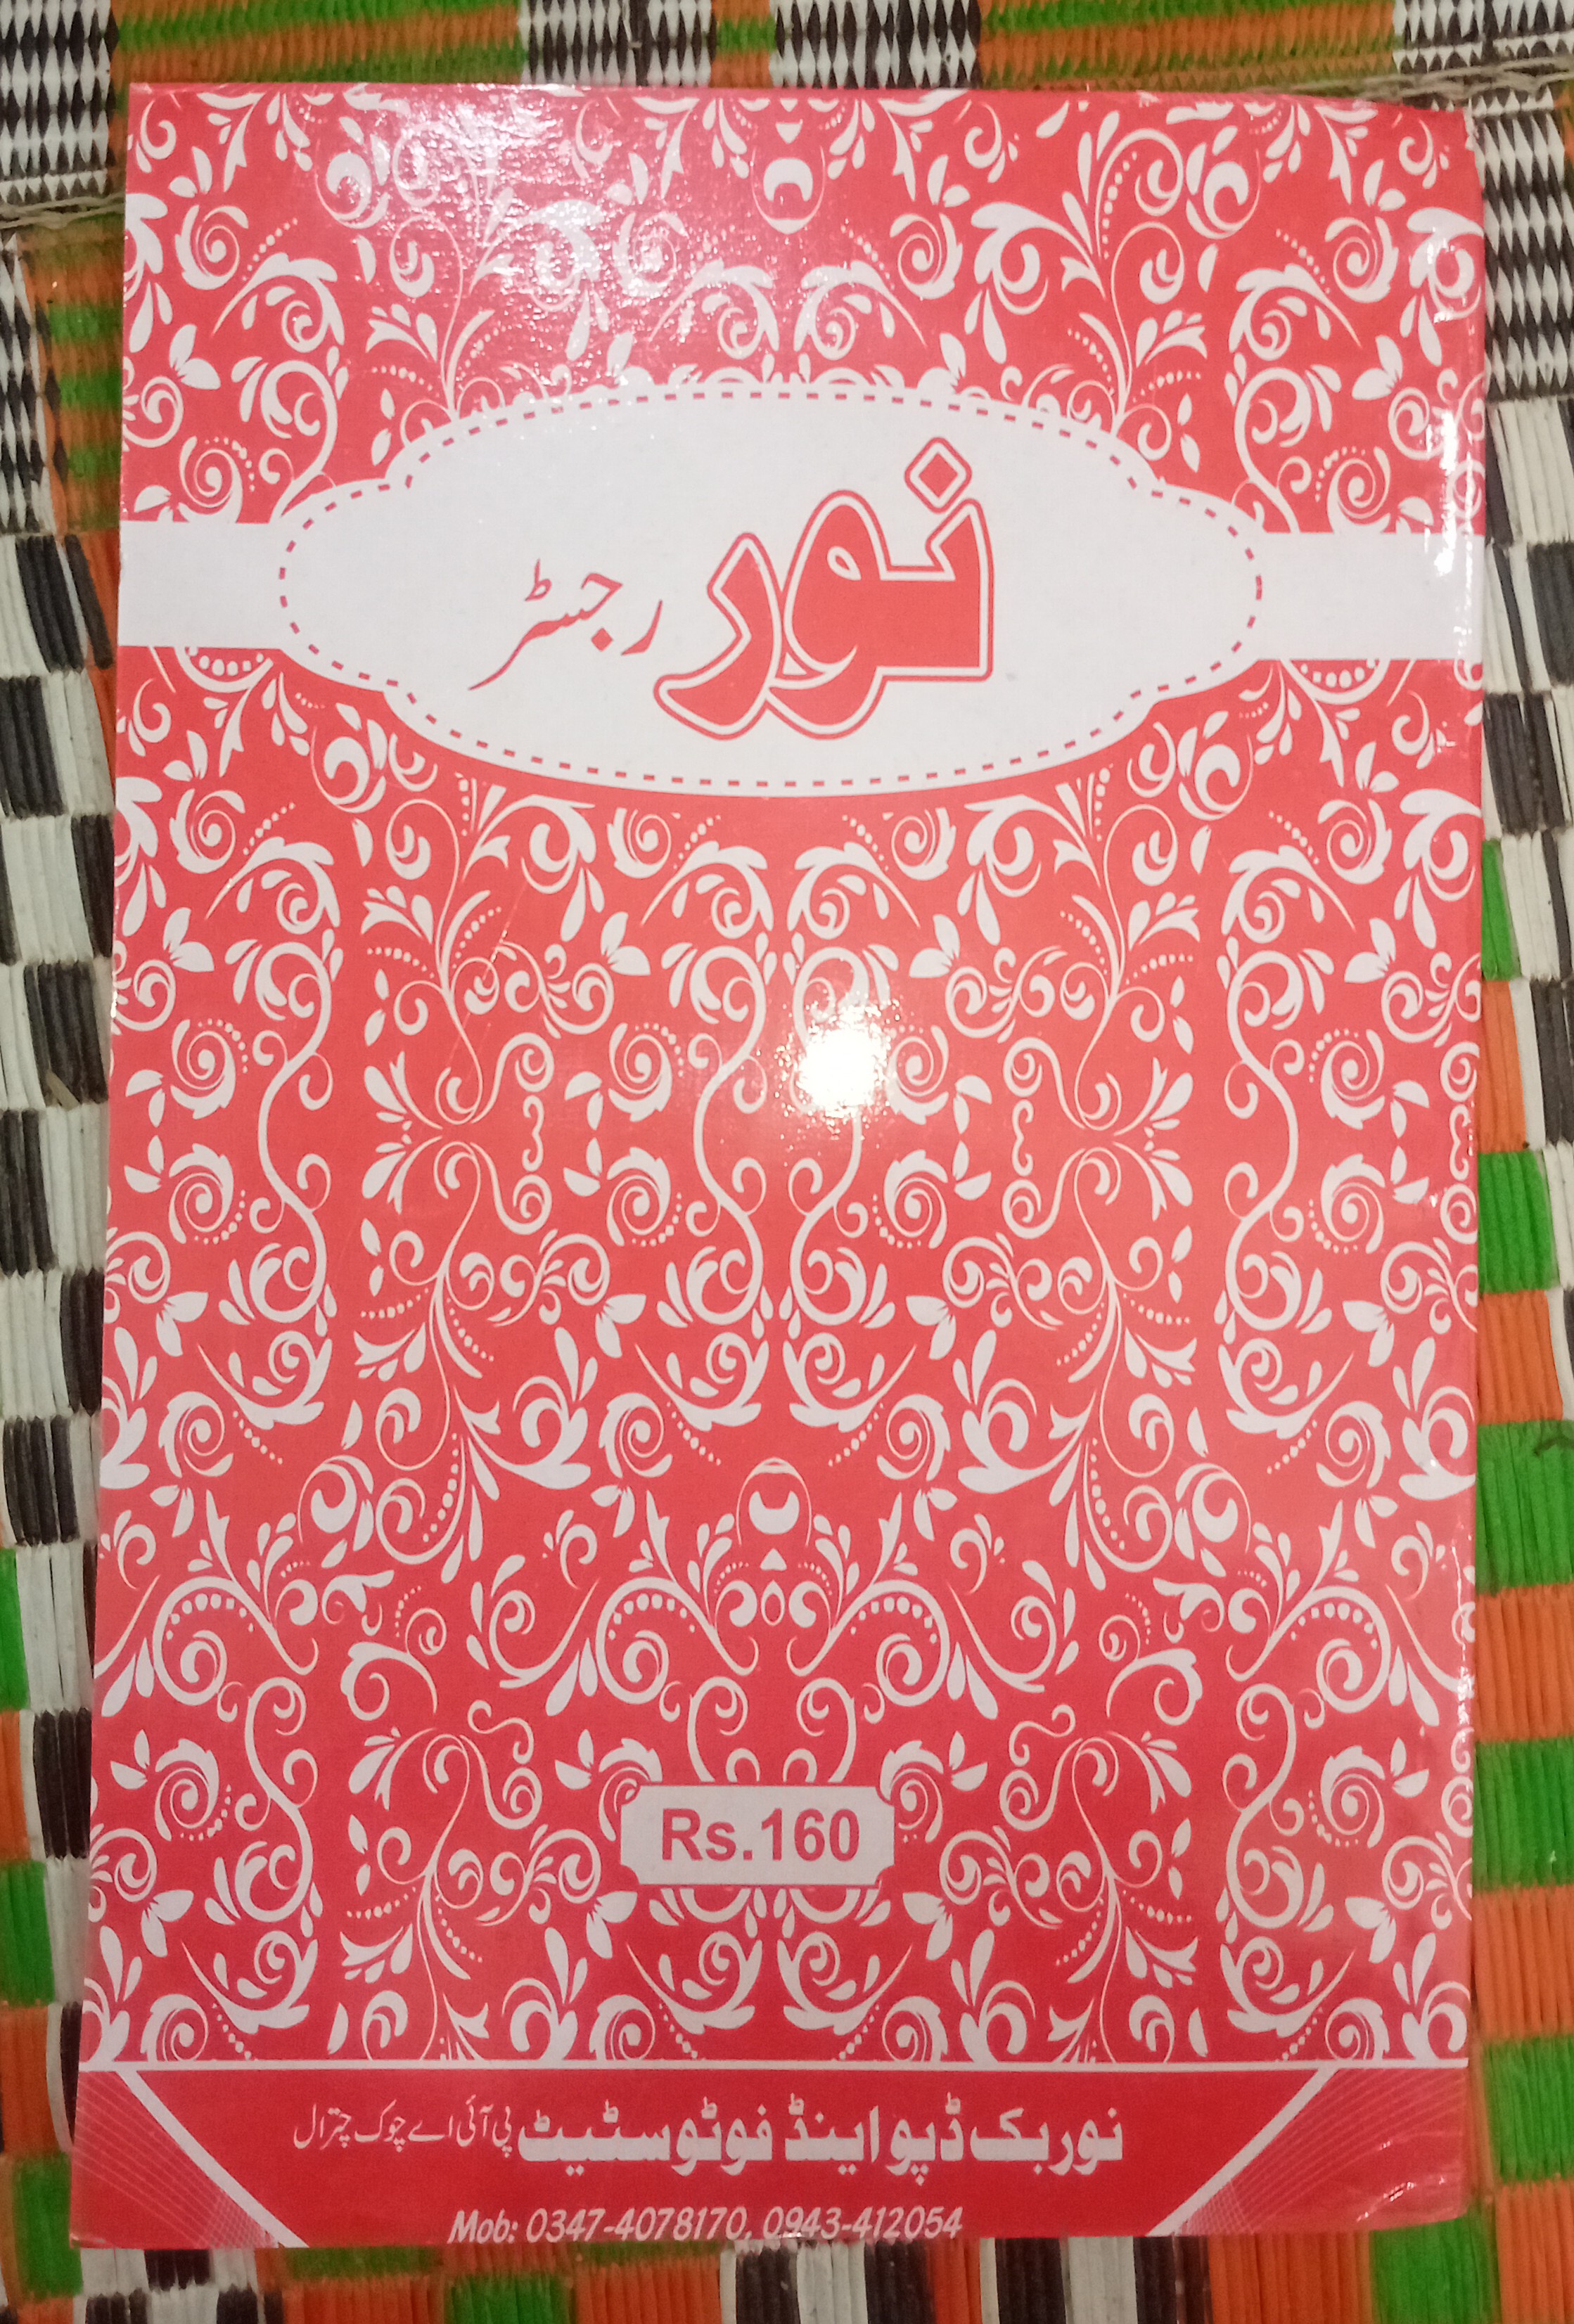 نور رجسٹر
Rs.160
نور بک ڈپو اینڈ فوٹوسٹیٹ پی آئی اے چوک چترال
Mob: 0347-4078170, 0943-412054